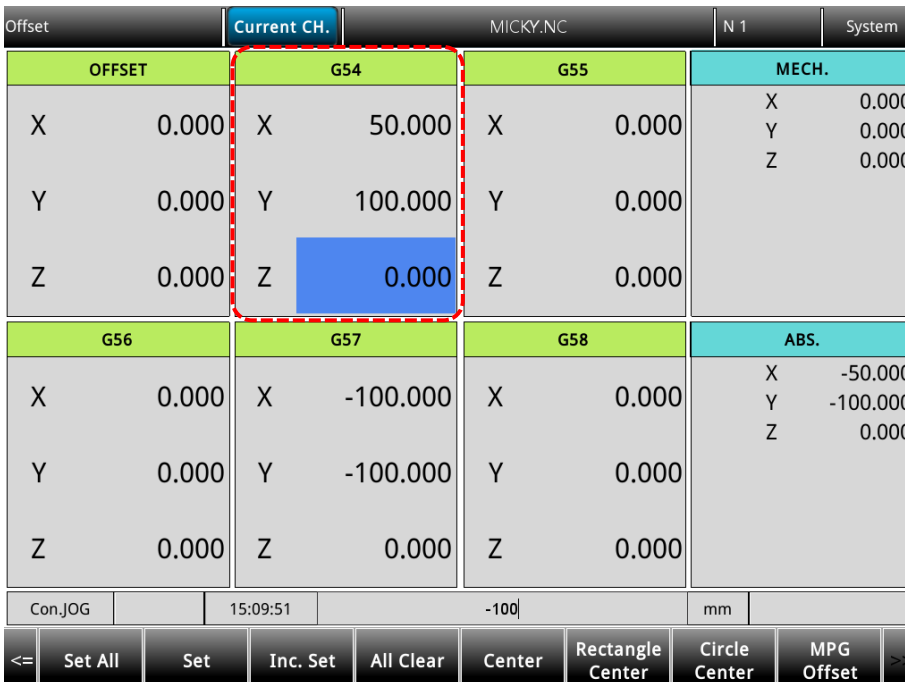 Offset Current CH. MICKY.NC N 1 System
OFFSET G54 G55 MECH.
X 0.000 X 50.000 X 0.000 X 0.000
Y 0.000
Z 0.000
Y 0.000 Y 100.000 Y 0.000
Z 0.000 Z 0.000 Z 0.000
G56 G57 G58 ABS.
X 0.000 X -100.000 X 0.000 X -50.000
Y -100.000
Z 0.000
Y 0.000 Y -100.000 Y 0.000
Z 0.000 Z 0.000 Z 0.000
Con.JOG 15:09:51 -100 mm
<= Set All Set Inc. Set All Clear Center Rectangle Center Circle Center MPG Offset >